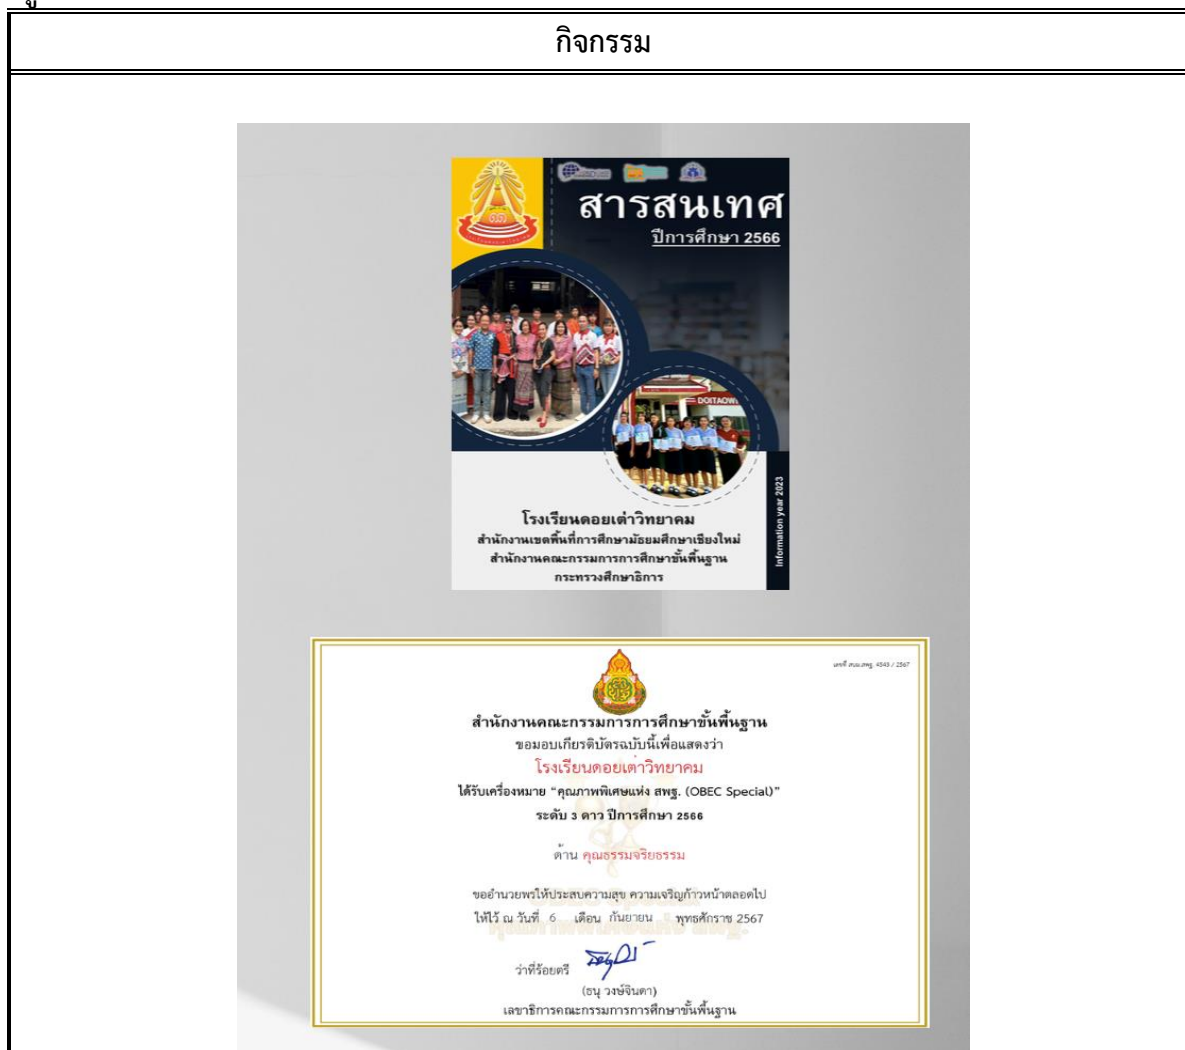 กิจกรรม
สารสนเทศ
ปีการศึกษา 2566
DOITAOW
Information year 2023
โรงเรียนดอยเต่าวิทยาคม
สำนักงานเขตพื้นที่การศึกษามัธยมศึกษาเชียงใหม่
สำนักงานคณะกรรมการการศึกษาขั้นพื้นฐาน
กระทรวงศึกษาธิการ
4543 / 2567
สำนักงานคณะกรรมการการศึกษาขั้นพื้นฐาน
ขอมอบเกียรติบัตรฉบับนี้เพื่อแสดงว่า
โรงเรียนดอยเต่าวิทยาคม
ได้รับเครื่องหมาย "คุณภาพพิเศษแห่ง สพฐ. (OBEC Special)"
ระดับ 3 ดาว ปีการศึกษา 2566
ด้าน คุณธรรมจริยธรรม
ขออำนวยพรให้ประสบความสุข ความเจริญก้าวหน้าตลอดไป
ให้ไว้ ณ วันที่ 6 เดือน กันยายน พุทธศักราช 2567
ว่าที่ร้อยตรี
(ธนุ วงษ์จินดา)
เลขาธิการคณะกรรมการการศึกษาขั้นพื้นฐาน